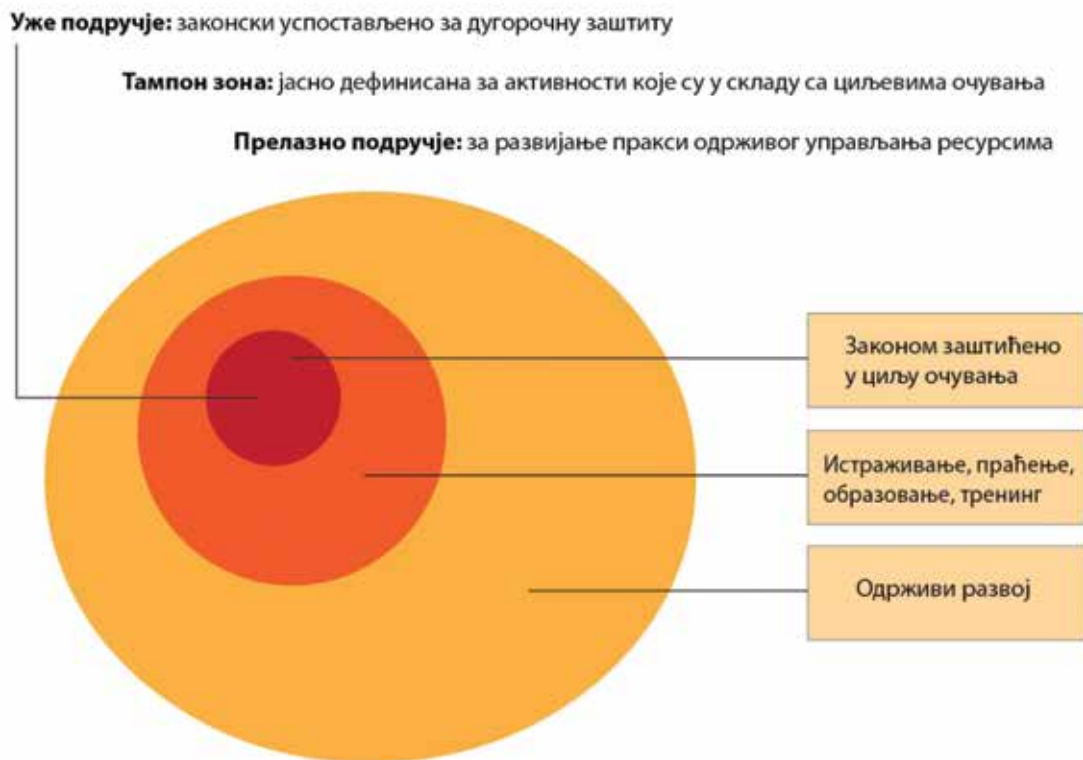 Уже подручје: законски успостављено за дугорочну заштиту
Тампон зона: јасно дефинисана за активности које су у складу са циљевима очувања
Прелазно подручје: за развијање пракси одрживог управљања ресурсима
Законом заштићено
у циљу очувања
Истраживање, праћење,
образовање, тренинг
Одрживи развој